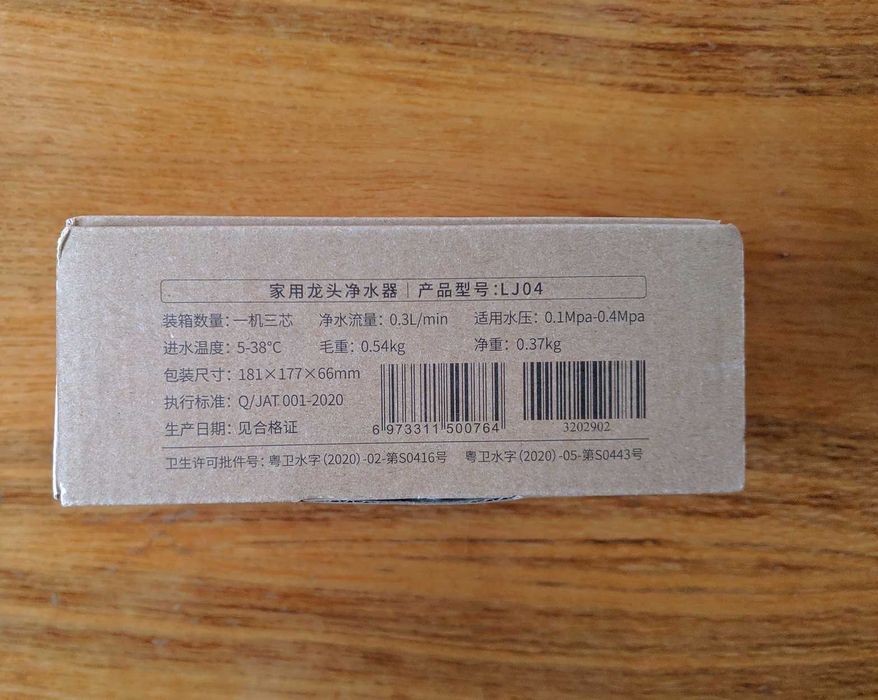 家用龙头净水器｜产品型号:LJ04
装箱数量: 一机三芯 净水流量: 0.3L/min 适用水压: 0.1Mpa-0.4Mpa
进水温度: 5-38°C 毛重: 0.54kg 净重: 0.37kg
包装尺寸: 181×177×66mm
执行标准: Q/JAT.001-2020
生产日期: 见合格证
6 973311 500764
3202902
卫生许可批件号: 粤卫水字(2020)-02-第S0416号 粤卫水字(2020)-05-第S0443号